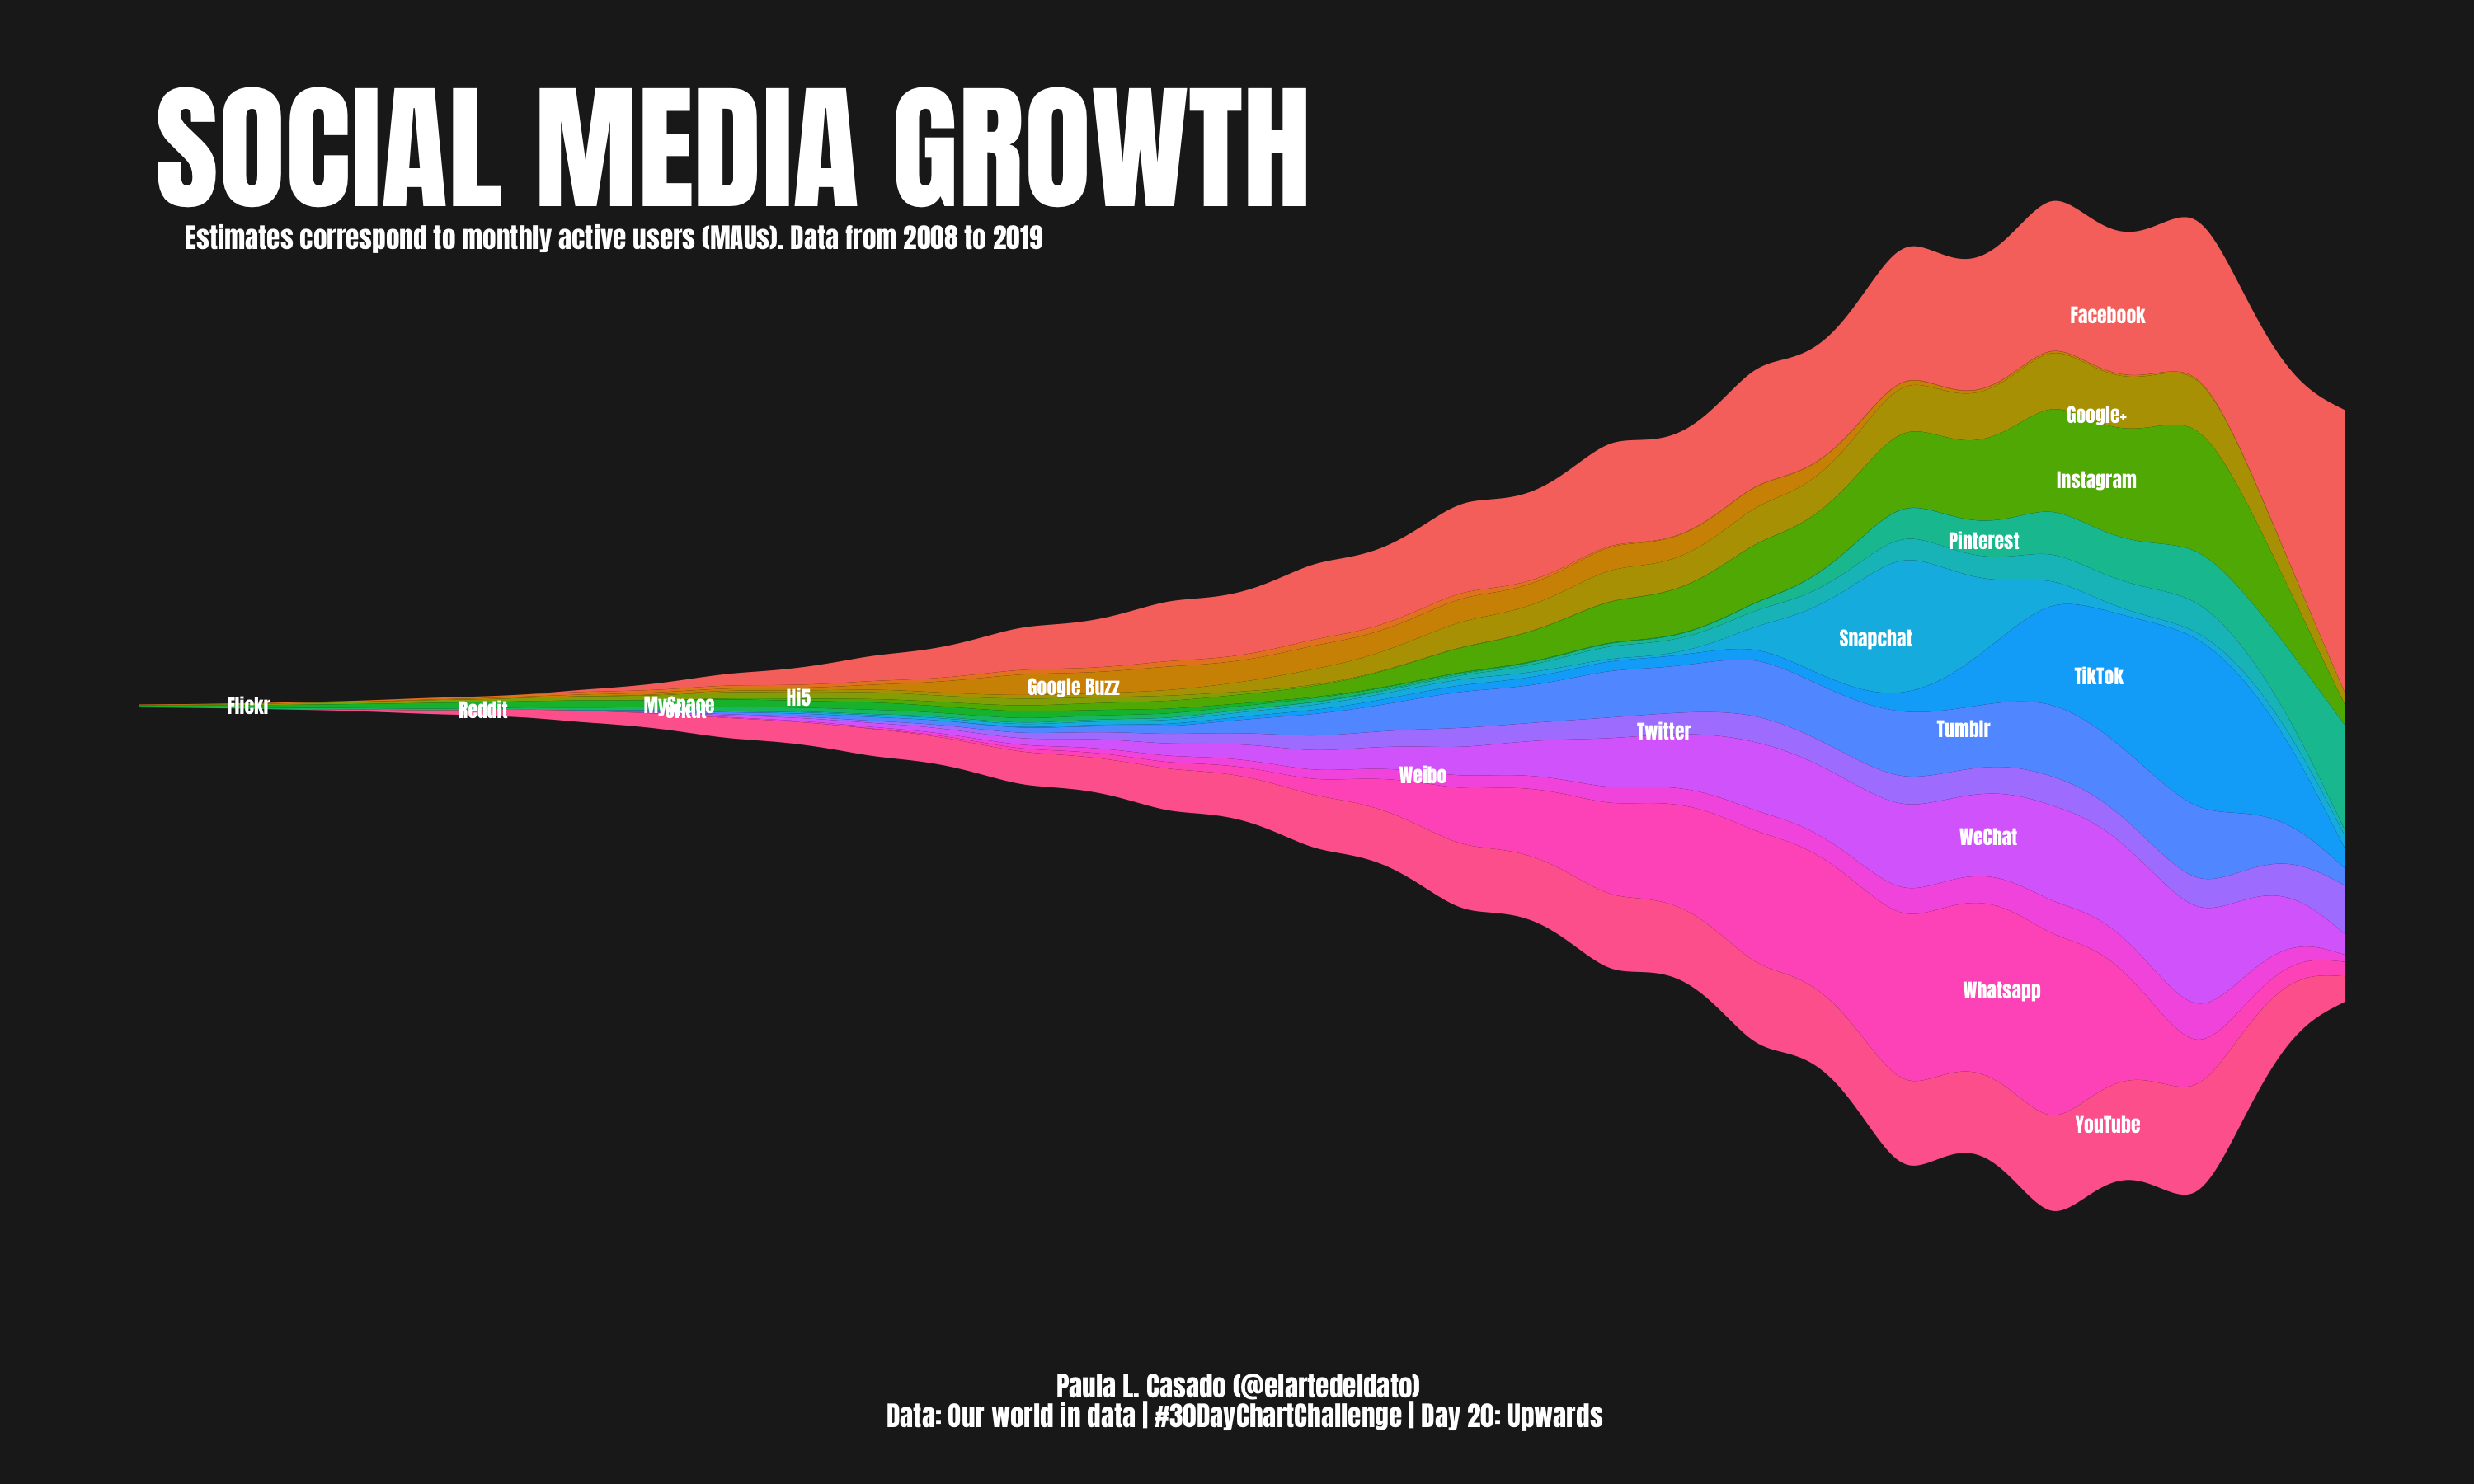 SOCIAL MEDIA GROWTH
Estimates correspond to monthly active users (MAUs). Data from 2008 to 2019
Facebook
Google+
Instagram
Pinterest
Snapchat
TikTok
Flickr
Reddit
MySpace
Hi5
Google Buzz
Tumblr
Twitter
Weibo
WeChat
Whatsapp
YouTube
Paula L. Casado (@elartedeldato)
Data: Our world in data | #30DayChartChallenge | Day 20: Upwards